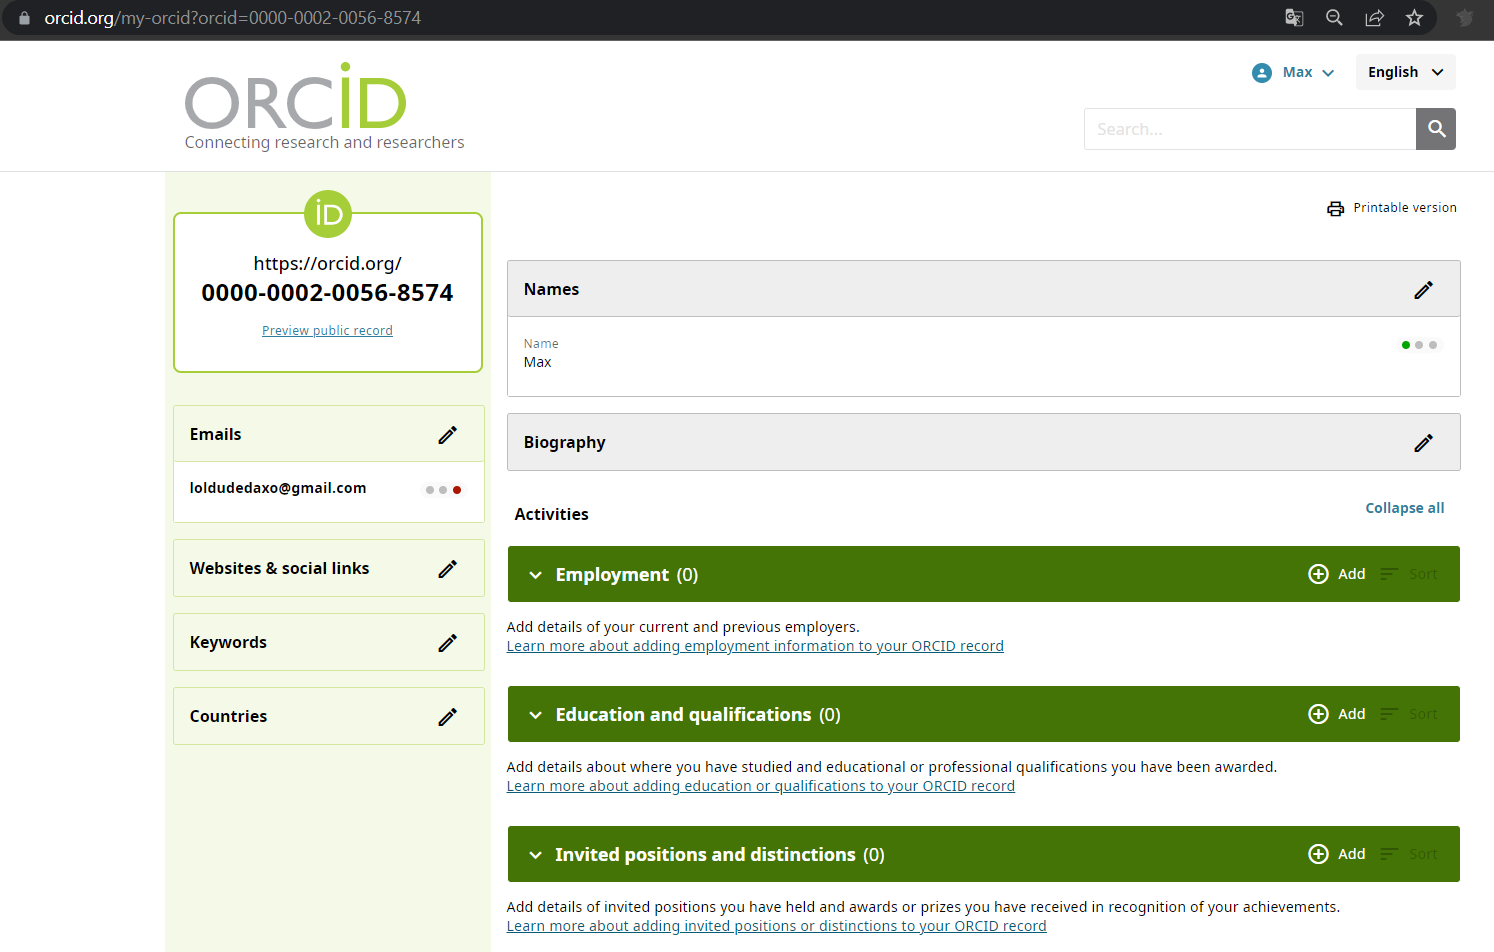 orcid.org/my-orcid?orcid=0000-0002-0056-8574
ORCID
Connecting research and researchers
Max
English
Search...
iD
https://orcid.org/
0000-0002-0056-8574
Preview public record
Emails
loldudedaxo@gmail.com
Websites & social links
Keywords
Countries
Printable version
Names
Name
Max
Biography
Activities
Collapse all
Employment (0)
Add
Sort
Add details of your current and previous employers.
Learn more about adding employment information to your ORCID record
Education and qualifications (0)
Add
Sort
Add details about where you have studied and educational or professional qualifications you have been awarded.
Learn more about adding education or qualifications to your ORCID record
Invited positions and distinctions (0)
Add
Sort
Add details of invited positions you have held and awards or prizes you have received in recognition of your achievements.
Learn more about adding invited positions or distinctions to your ORCID record